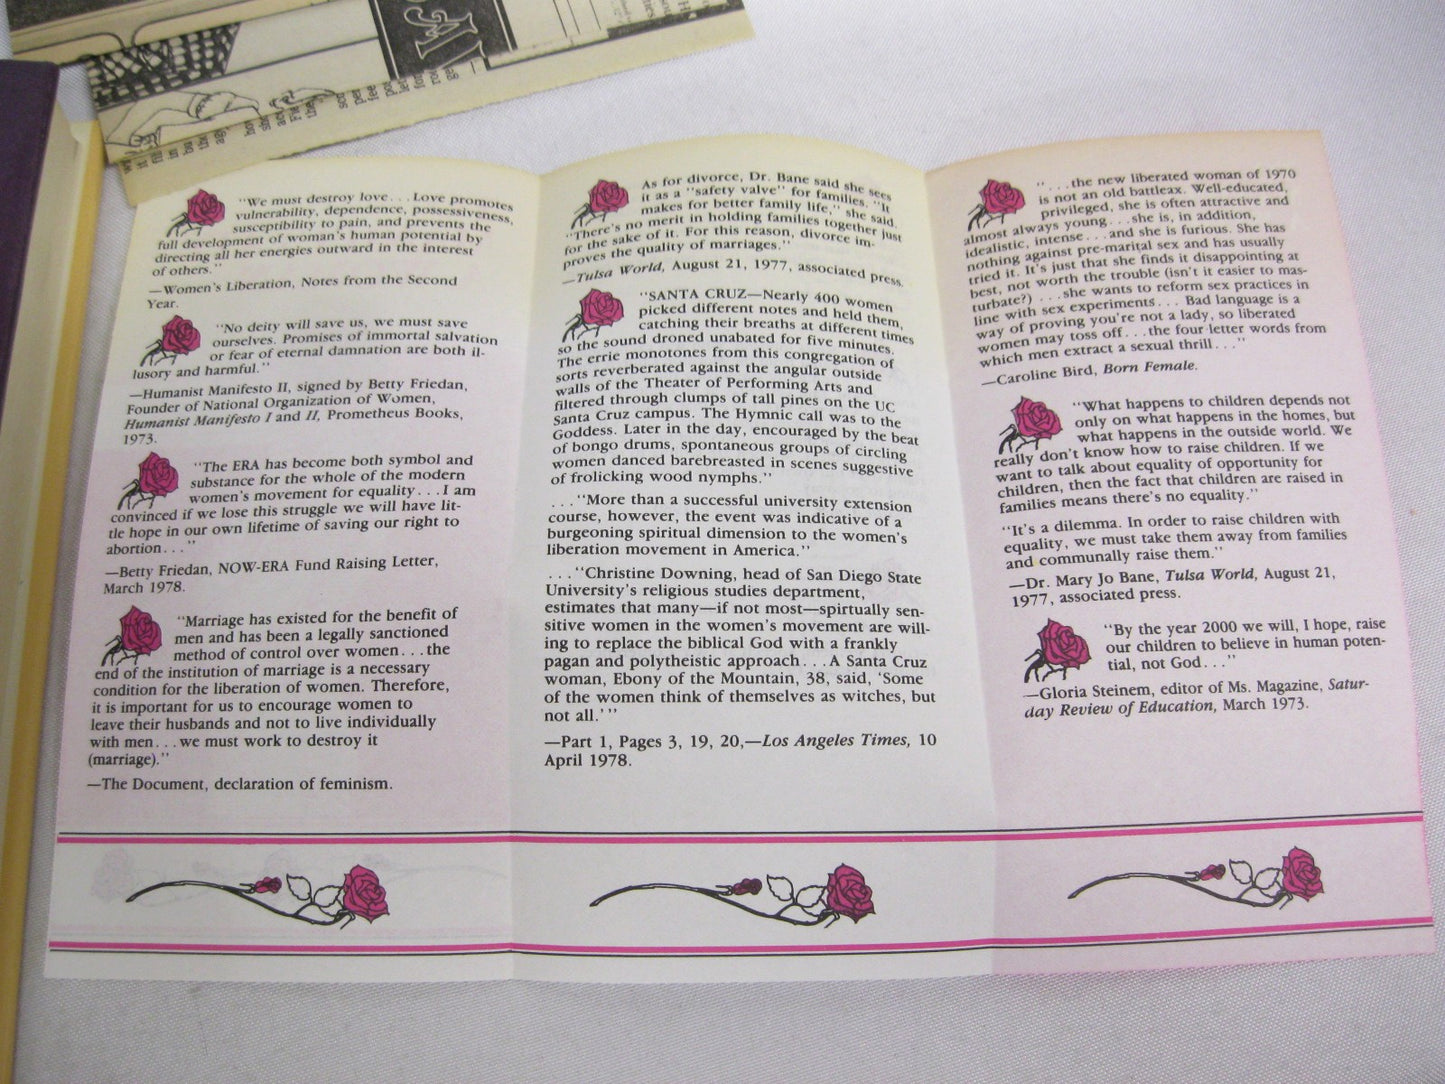 "We must destroy love...Love promotes
vulnerability, dependence, possessiveness,
susceptibility to pain, and prevents the
full development of woman's human potential by
directing all her energies outward in the interest
of others."
—Women's Liberation, Notes from the Second
Year.
"No deity will save us, we must save
ourselves. Promises of immortal salvation
or fear of eternal damnation are both il-
lusory and harmful."
—Humanist Manifesto II, signed by Betty Friedan,
Founder of National Organization of Women,
Humanist Manifesto I and II, Prometheus Books,
1973.
"The ERA has become both symbol and
substance for the whole of the modern
women's movement for equality...I am
convinced if we lose this struggle we will have lit-
tle hope in our own lifetime of saving our right to
abortion..."
—Betty Friedan, NOW-ERA Fund Raising Letter,
March 1978.
"Marriage has existed for the benefit of
men and has been a legally sanctioned
method of control over women...the
end of the institution of marriage is a necessary
condition for the liberation of women. Therefore,
it is important for us to encourage women to
leave their husbands and not to live individually
with men...we must work to destroy it
(marriage)."
—The Document, declaration of feminism.
As for divorce, Dr. Bane said she sees
it as a "safety valve" for families. "It
makes for better family life," she said.
"There's no merit in holding families together just
for the sake of it. For this reason, divorce im-
proves the quality of marriages."
—Tulsa World, August 21, 1977, associated press.
"SANTA CRUZ—Nearly 400 women
picked different notes and held them,
catching their breaths at different times
so the sound droned unabated for five minutes.
The errie monotones from this congregation of
sorts reverberated against the angular outside
walls of the Theater of Performing Arts and
filtered through clumps of tall pines on the UC
Santa Cruz campus. The Hymnic call was to the
Goddess. Later in the day, encouraged by the beat
of bongo drums, spontaneous groups of circling
women danced barebreasted in scenes suggestive
of frolicking wood nymphs."
..."More than a successful university extension
course, however, the event was indicative of a
burgeoning spiritual dimension to the women's
liberation movement in America."
..."Christine Downing, head of San Diego State
University's religious studies department,
estimates that many—if not most—spirtually sen-
sitive women in the women's movement are will-
ing to replace the biblical God with a frankly
pagan and polytheistic approach...A Santa Cruz
woman, Ebony of the Mountain, 38, said, 'Some
of the women think of themselves as witches, but
not all.'"
—Part 1, Pages 3, 19, 20,—Los Angeles Times, 10
April 1978.
"...the new liberated woman of 1970
is not an old battleax. Well-educated,
privileged, she is often attractive and
almost always young...she is, in addition,
idealistic, intense...and she is furious. She has
nothing against pre-marital sex and has usually
tried it. It's just that she finds it disappointing at
best, not worth the trouble (isn't it easier to mas-
turbate?) ...she wants to reform sex practices in
line with sex experiments... Bad language is a
way of proving you're not a lady, so liberated
women may toss off...the four-letter words from
which men extract a sexual thrill..."
—Caroline Bird, Born Female.
"What happens to children depends not
only on what happens in the homes, but
what happens in the outside world. We
really don't know how to raise children. If we
want to talk about equality of opportunity for
children, then the fact that children are raised in
families means there's no equality."
"It's a dilemma. In order to raise children with
equality, we must take them away from families
and communally raise them."
—Dr. Mary Jo Bane, Tulsa World, August 21,
1977, associated press.
"By the year 2000 we will, I hope, raise
our children to believe in human poten-
tial, not God..."
—Gloria Steinem, editor of Ms. Magazine, Satur-
day Review of Education, March 1973.